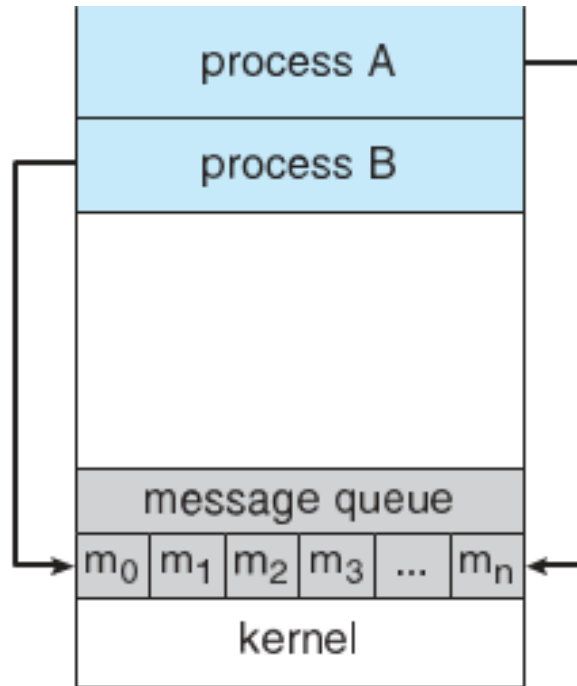 process A
process B
message queue
m₀ m₁ m₂ m₃ ... mₙ
kernel